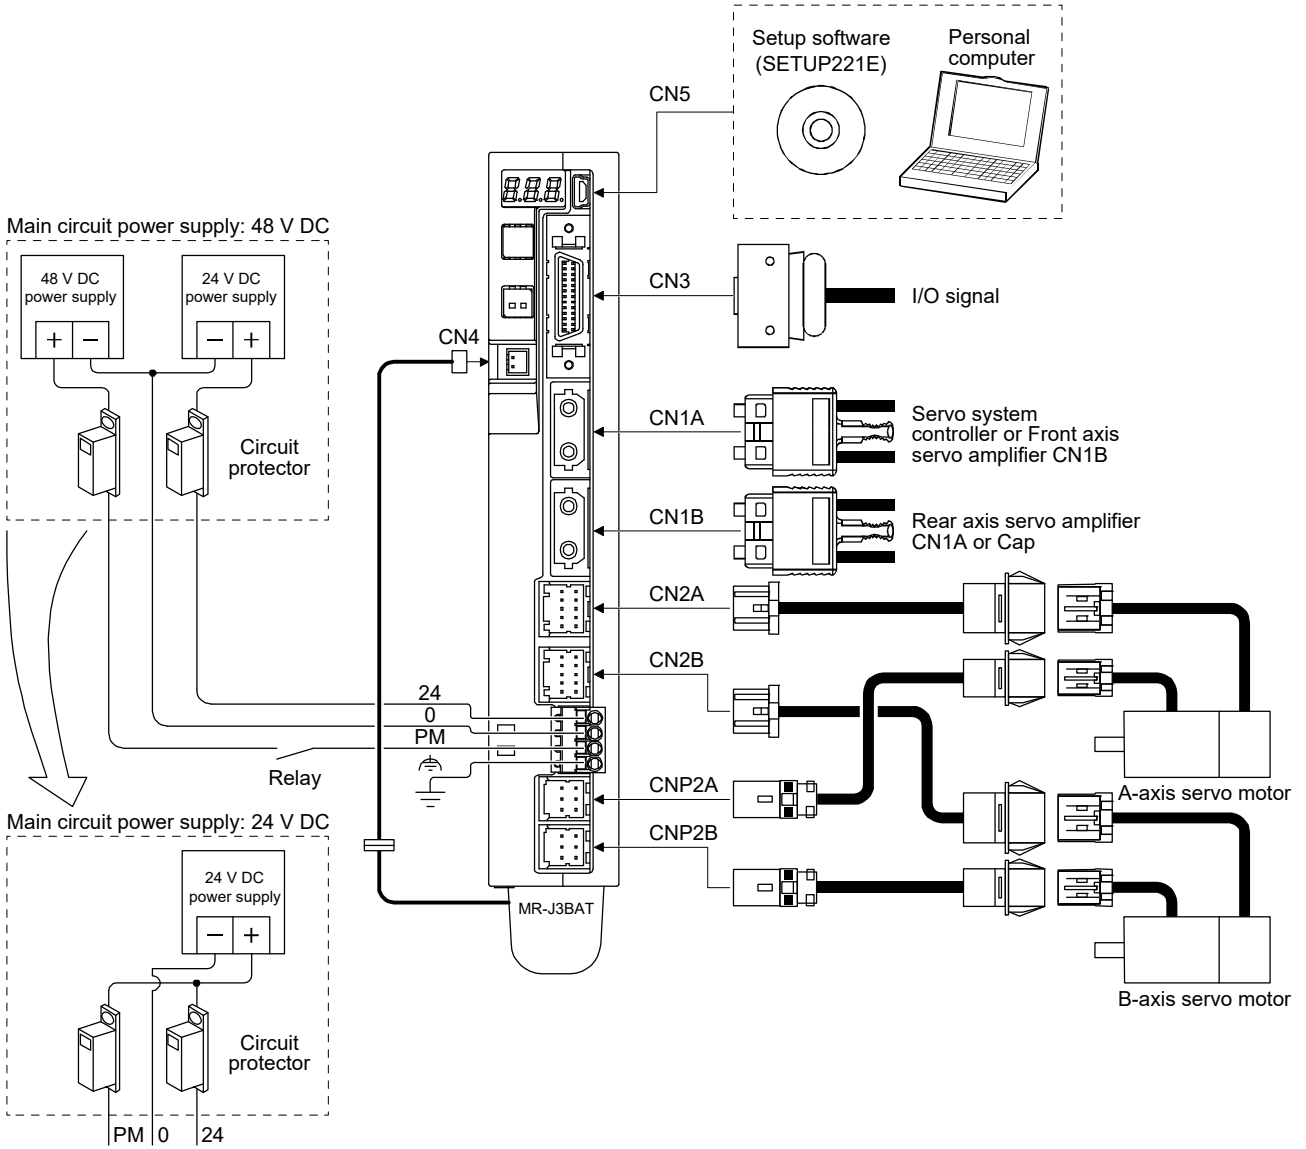 Setup software
(SETUP221E)
Personal
computer
CN5
Main circuit power supply: 48 V DC
48 V DC
power supply
24 V DC
power supply
+ −
− +
Circuit
protector
CN4
CN3
I/O signal
CN1A
Servo system
controller or Front axis
servo amplifier CN1B
CN1B
Rear axis servo amplifier
CN1A or Cap
CN2A
CN2B
24
0
PM
Relay
CNP2A
A-axis servo motor
CNP2B
MR-J3BAT
B-axis servo motor
Main circuit power supply: 24 V DC
24 V DC
power supply
− +
Circuit
protector
PM 0 24